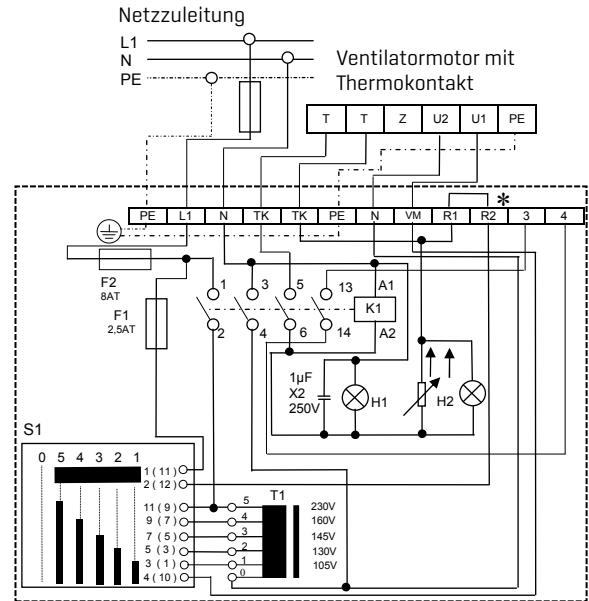 Netzzuleitung
L1
N
PE
Ventilatormotor mit
Thermokontakt
T T Z U2 U1 PE
PE L1 N TK TK PE N VM R1 R2 3 4
*
F2
8AT
F1
2,5AT
1 3 5 13
2 4 6 14
A1
K1
A2
1µF
X2
250V
H1
H2
S1
0 5 4 3 2 1
1 (11)
2 (12)
11 ( 9 )
9 ( 7 )
7 ( 5 )
5 ( 3 )
3 ( 1 )
4 ( 10 )
T1
5 230V
4 160V
3 145V
2 130V
1 105V
0